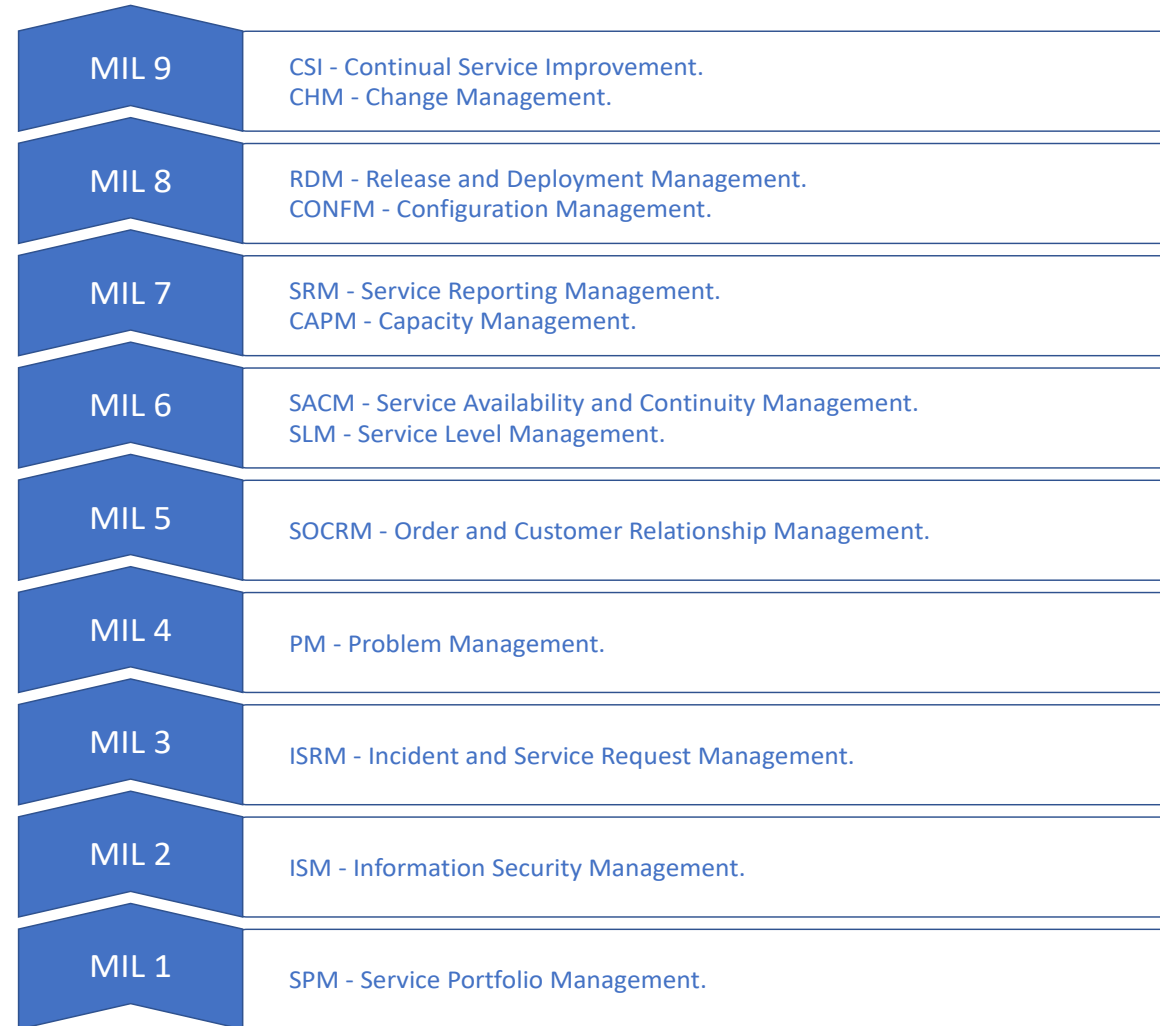 MIL 9
CSI - Continual Service Improvement.
CHM - Change Management.
MIL 8
RDM - Release and Deployment Management.
CONFM - Configuration Management.
MIL 7
SRM - Service Reporting Management.
CAPM - Capacity Management.
MIL 6
SACM - Service Availability and Continuity Management.
SLM - Service Level Management.
MIL 5
SOCRM - Order and Customer Relationship Management.
MIL 4
PM - Problem Management.
MIL 3
ISRM - Incident and Service Request Management.
MIL 2
ISM - Information Security Management.
MIL 1
SPM - Service Portfolio Management.